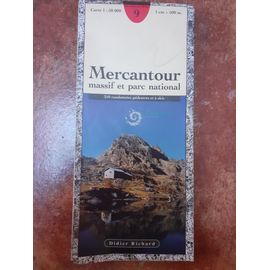 Carte 1 : 50 000
9
1 cm = 500 m.
Mercantour
massif et parc national
Didier Richard